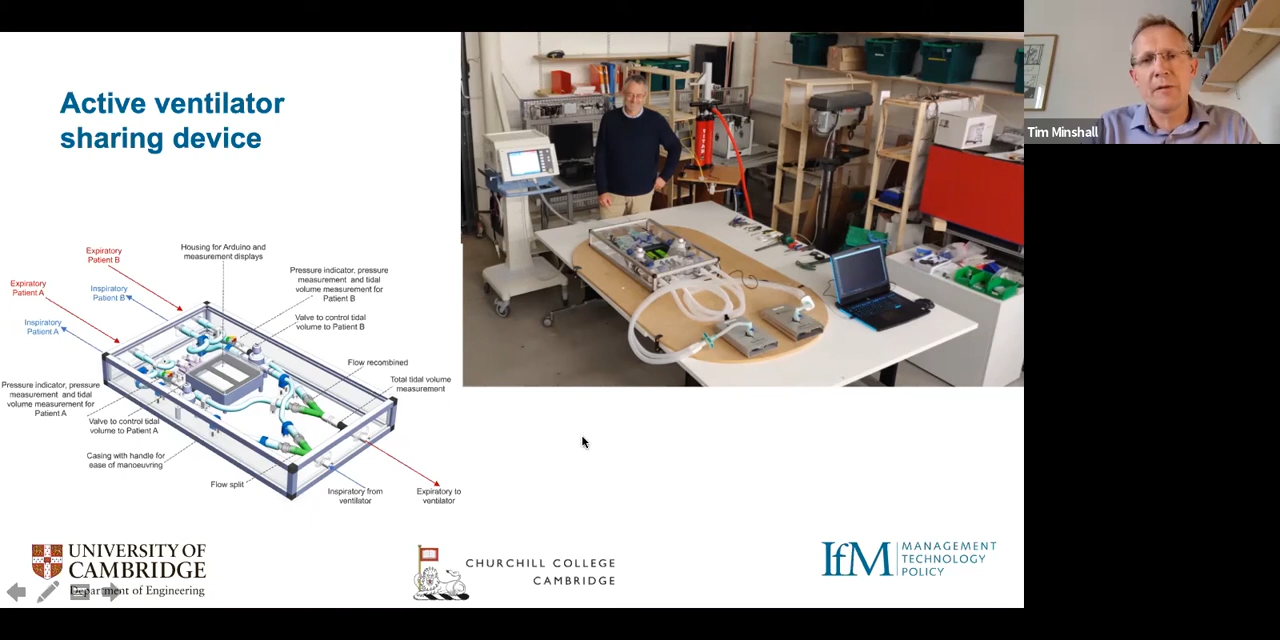 Active ventilator
sharing device
Tim Minshall
TITAN
Expiratory
Patient B
Housing for Arduino and
measurement displays
Expiratory
Patient A
Inspiratory
Patient B
Pressure indicator, pressure
measurement and tidal
volume measurement for
Patient B
Inspiratory
Patient A
Valve to control tidal
volume to Patient B
Flow recombined
Total tidal volume
measurement
Pressure indicator, pressure
measurement and tidal
volume measurement for
Patient A
Valve to control tidal
volume to Patient A
Casing with handle for
ease of manoeuvring
Flow split
Inspiratory from
ventilator
Expiratory to
ventilator
UNIVERSITY OF
CAMBRIDGE
Department of Engineering
CHURCHILL COLLEGE
CAMBRIDGE
IfM
MANAGEMENT
TECHNOLOGY
POLICY